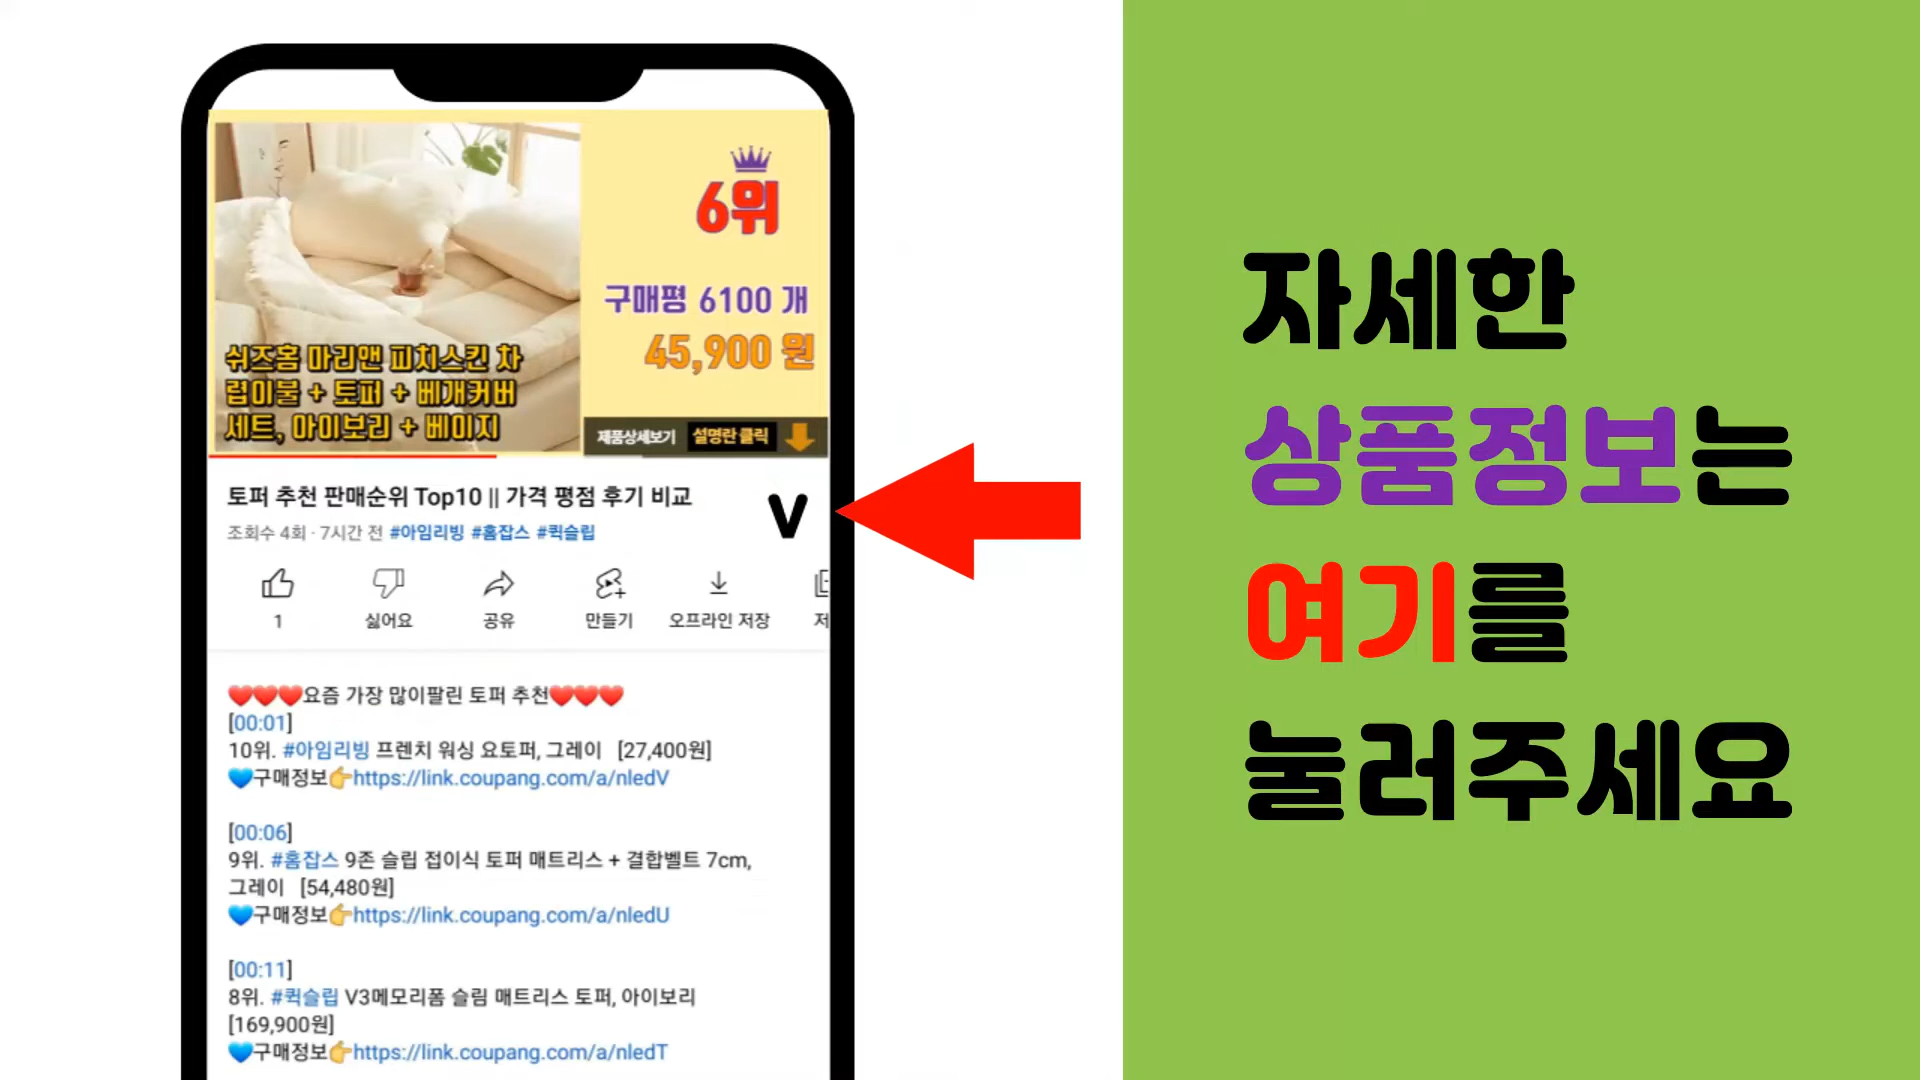 6위
구매평 6100 개
45,900 원
쉬즈홈 마리앤 피치스킨 차
렵이불 + 토퍼 + 베개커버
세트, 아이보리 + 베이지
제품상세보기 설명란 클릭
토퍼 추천 판매순위 Top10 || 가격 평점 후기 비교
V
조회수 4회 · 7시간 전 #아임리빙 #홈잡스 #퀵슬립
1 싫어요 공유 만들기 오프라인 저장 저
❤️❤️❤️요즘 가장 많이팔린 토퍼 추천❤️❤️❤️
[00:01]
10위. #아임리빙 프렌치 워싱 요토퍼, 그레이 [27,400원]
💙구매정보👉https://link.coupang.com/a/nledV
[00:06]
9위. #홈잡스 9존 슬립 접이식 토퍼 매트리스 + 결합벨트 7cm,
그레이 [54,480원]
💙구매정보👉https://link.coupang.com/a/nledU
[00:11]
8위. #퀵슬립 V3메모리폼 슬림 매트리스 토퍼, 아이보리
[169,900원]
💙구매정보👉https://link.coupang.com/a/nledT
자세한
상품정보는
여기를
눌러주세요